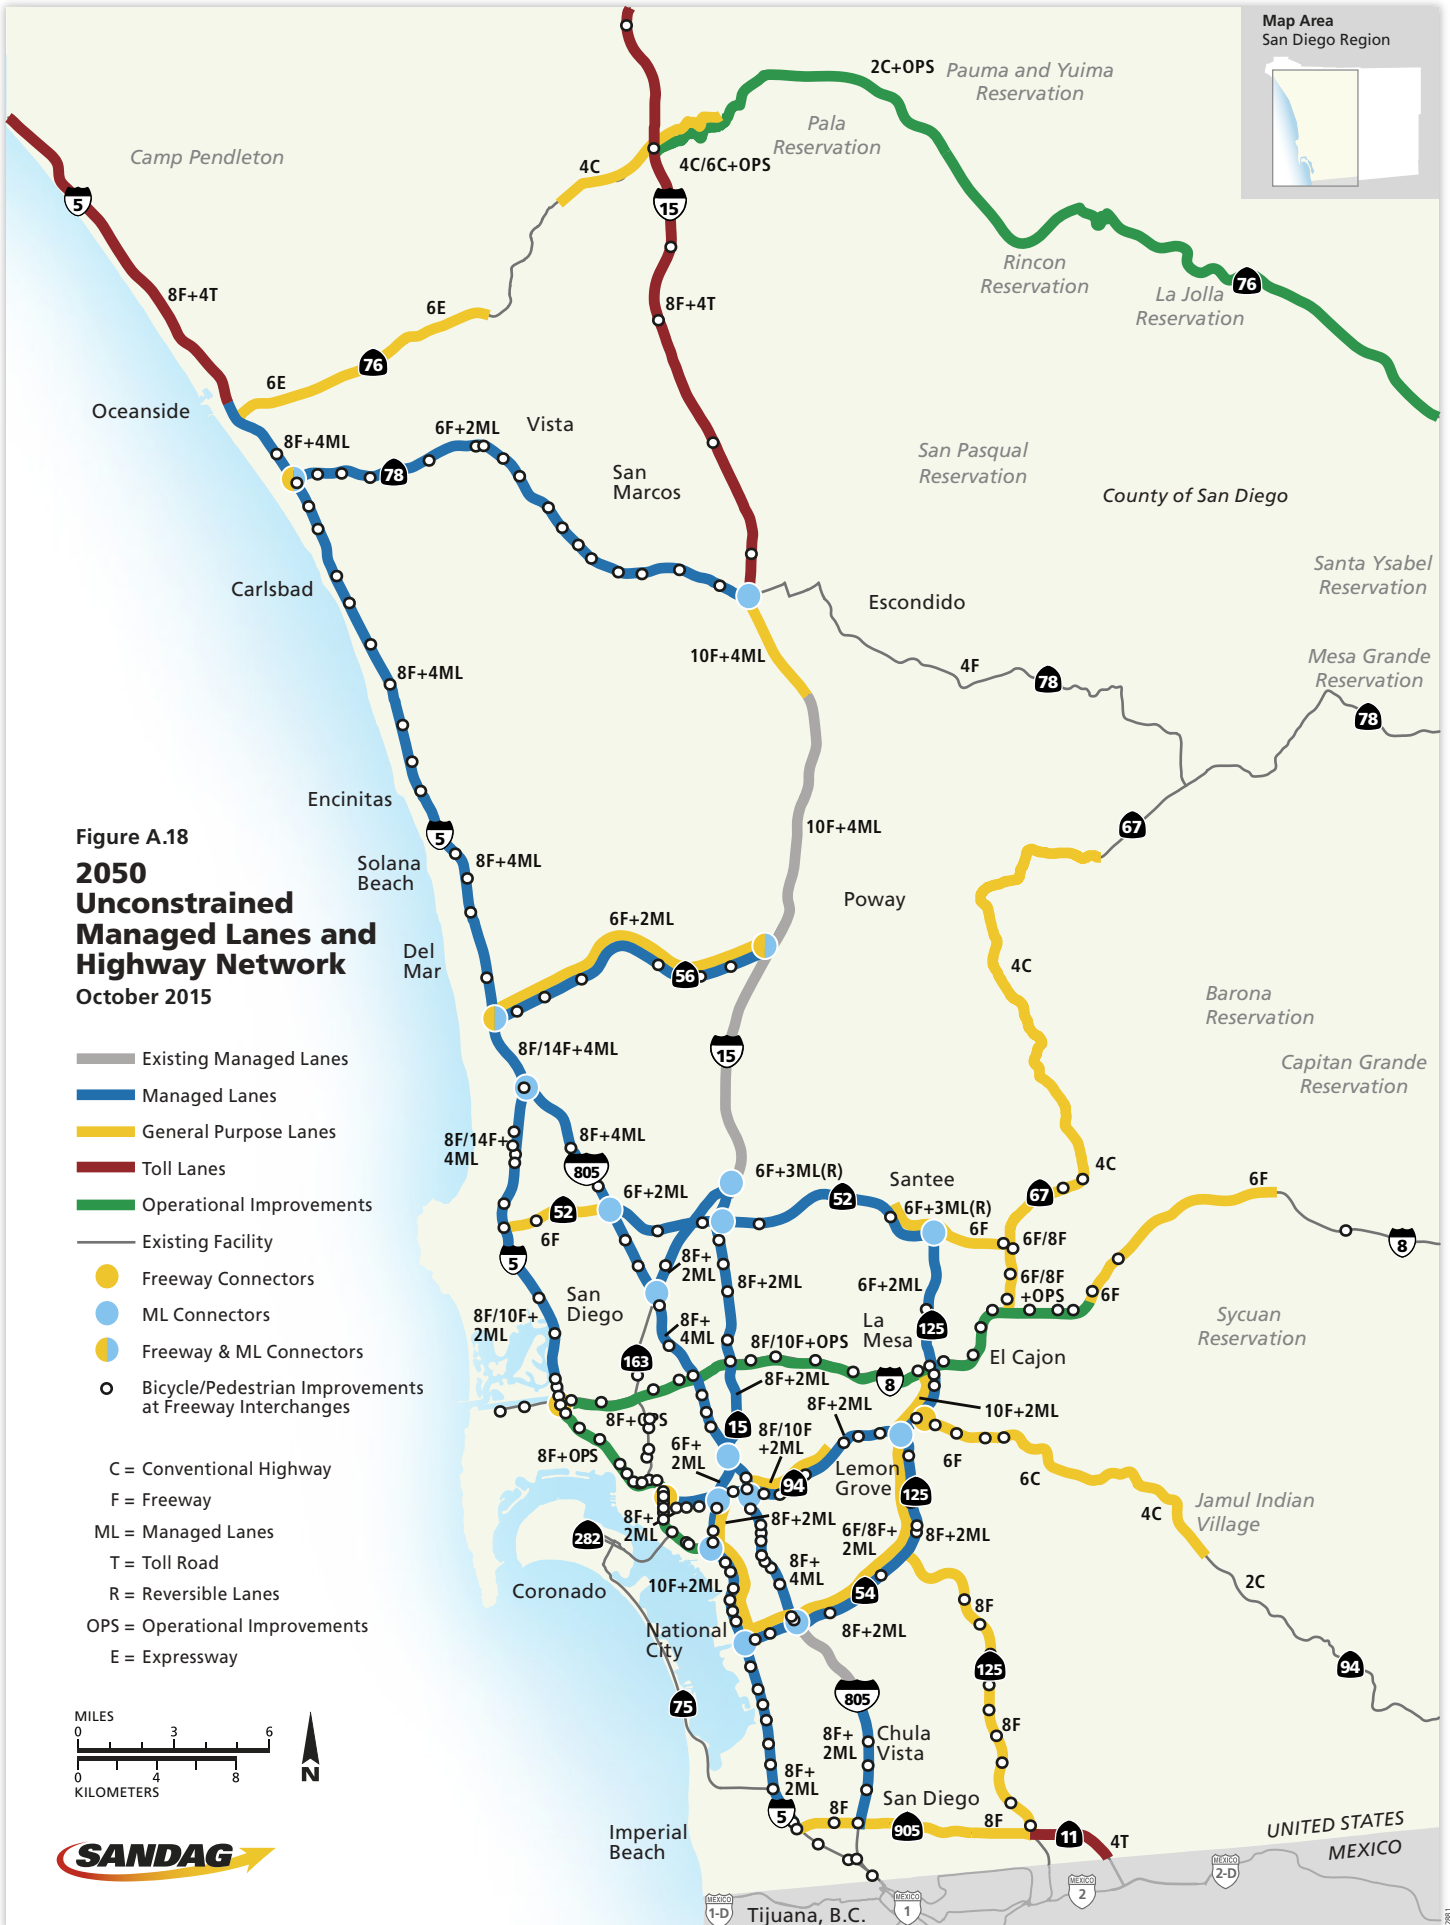 Map Area
San Diego Region
2C+OPS
Pauma and Yuima
Reservation
Pala
Reservation
Camp Pendleton
4C
4C/6C+OPS
5
15
Rincon
Reservation
76
La Jolla
Reservation
8F+4T
8F+4T
6E
76
6E
Oceanside
8F+4ML
6F+2ML
Vista
78
San
Marcos
San Pasqual
Reservation
County of San Diego
Santa Ysabel
Reservation
Carlsbad
Escondido
10F+4ML
4F
78
Mesa Grande
Reservation
78
8F+4ML
Encinitas
5
10F+4ML
67
Figure A.18
2050
Unconstrained
Managed Lanes and
Highway Network
October 2015
Solana
Beach
8F+4ML
Poway
6F+2ML
Del
Mar
56
4C
Barona
Reservation
15
8F/14F+4ML
Capitan Grande
Reservation
Existing Managed Lanes
Managed Lanes
General Purpose Lanes
Toll Lanes
Operational Improvements
Existing Facility
Freeway Connectors
ML Connectors
Freeway & ML Connectors
Bicycle/Pedestrian Improvements
at Freeway Interchanges
C = Conventional Highway
F = Freeway
ML = Managed Lanes
T = Toll Road
R = Reversible Lanes
OPS = Operational Improvements
E = Expressway
8F/14F+
4ML
8F+4ML
805
6F+3ML(R)
Santee
4C
52
67
6F
6F+2ML
52
6F
6F+3ML(R)
6F
6F/8F
8
5
8F+
2ML
8F+2ML
6F+2ML
6F/8F
+OPS
6F
San
Diego
8F/10F+
2ML
8F+
4ML
La
Mesa
125
Sycuan
Reservation
163
8F/10F+OPS
El Cajon
8F+2ML
8
8F+2ML
10F+2ML
8F+OPS
15
8F/10F
+2ML
8F+OPS
6F+
2ML
94
Lemon
Grove
6F
6C
125
4C
Jamul Indian
Village
8F+
2ML
8F+2ML
6F/8F+
2ML
8F+2ML
282
Coronado
10F+2ML
8F+
4ML
54
2C
8F
National
City
8F+2ML
94
125
75
805
8F+
2ML
Chula
Vista
8F
8F+
2ML
5
San Diego
8F
905
8F
11
4T
Imperial
Beach
UNITED STATES
MEXICO
MILES
0 3 6
0 4 8
KILOMETERS
N
SANDAG
MEXICO
1-D
Tijuana, B.C.
MEXICO
1
MEXICO
2
MEXICO
2-D